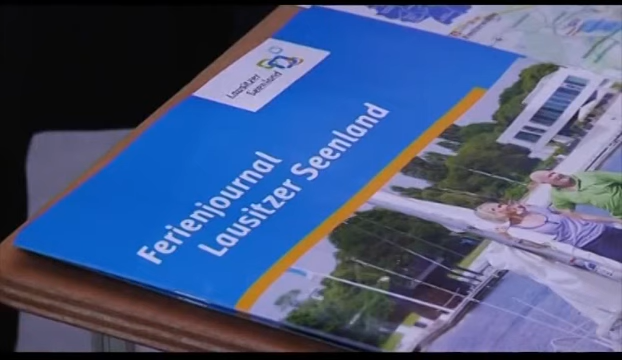 Lausitzer
Seenland
Ferienjournal
Lausitzer Seenland